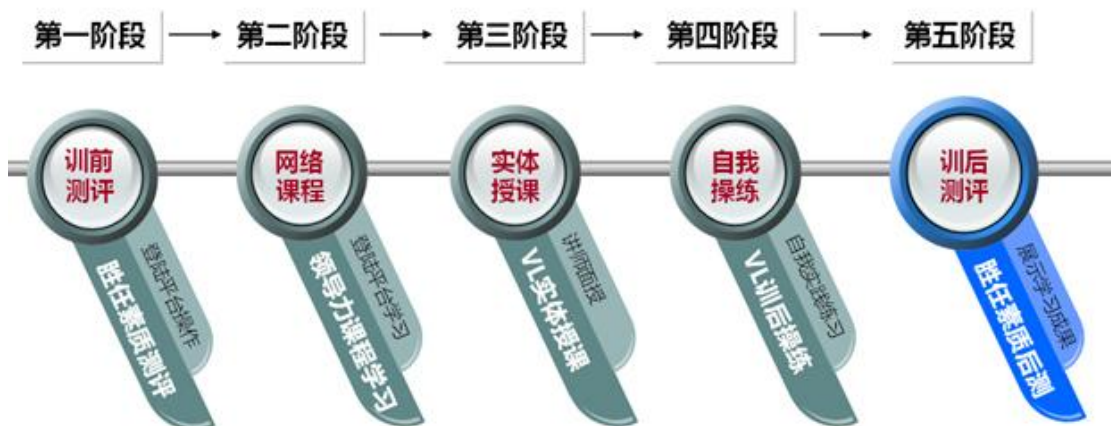 第一阶段
第二阶段
第三阶段
第四阶段
第五阶段
训前
测评
登陆平台操作
胜任素质测评
网络
课程
登陆平台学习
领导力课程学习
实体
授课
讲师面授
VL实体授课
自我
操练
自我实践练习
VL训后操练
训后
测评
展示学习成果
胜任素质后测